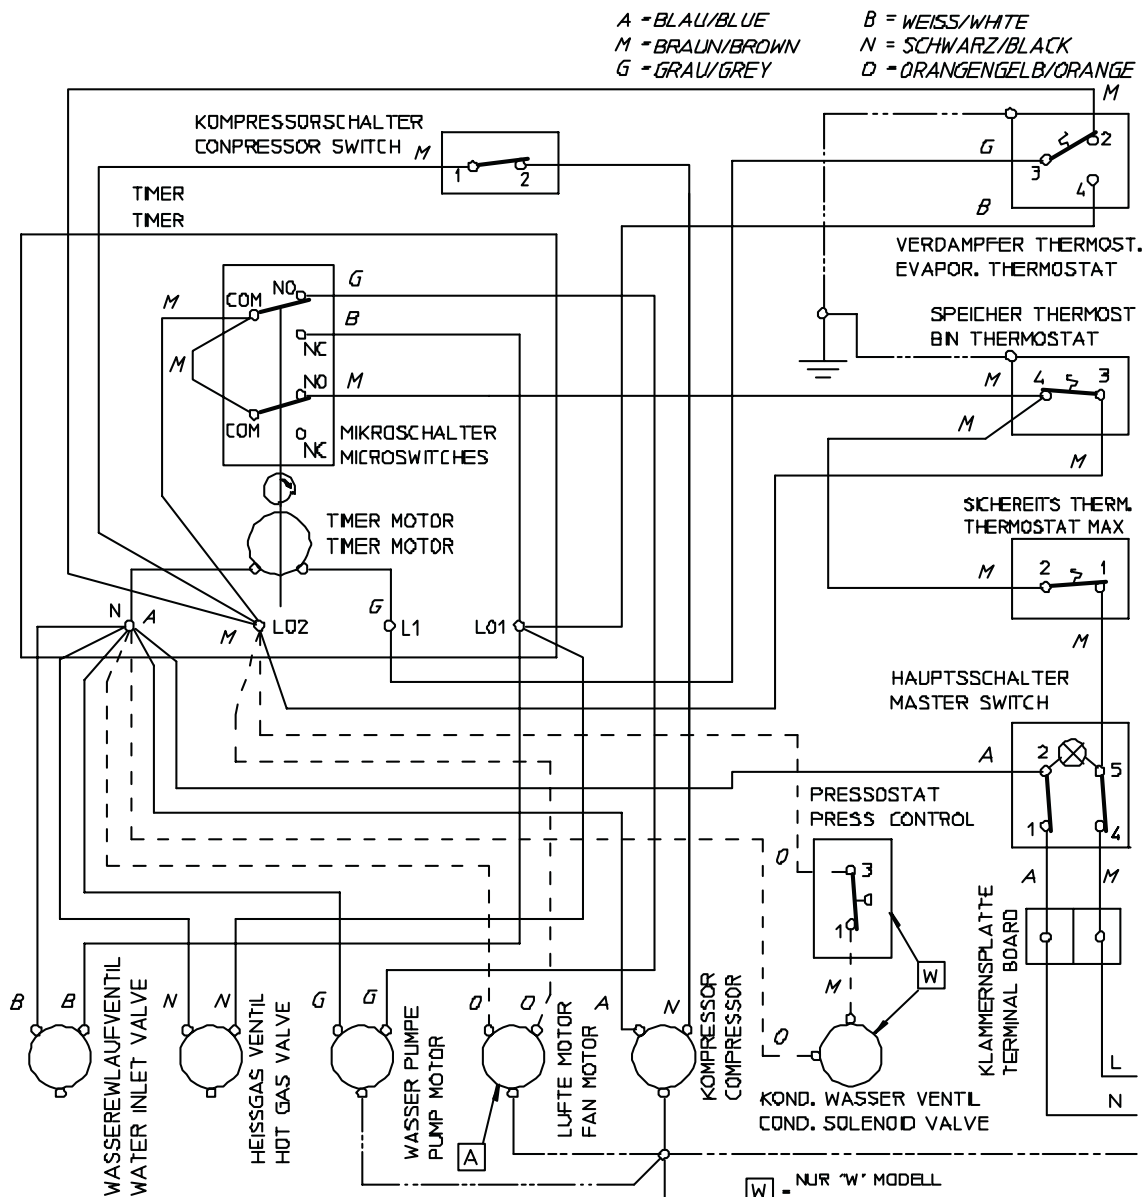 A = BLAU/BLUE
B = WEISS/WHITE
M = BRAUN/BROWN
N = SCHWARZ/BLACK
G = GRAU/GREY
O = ORANGENGELB/ORANGE
M
KOMPRESSORSCHALTER
CONPRESSOR SWITCH
M
1
2
G
3
2
4
B
TIMER
TIMER
VERDAMPFER THERMOST.
EVAPOR. THERMOSTAT
M
COM
NO
G
B
NC
M
NO
M
COM
NC
MIKROSCHALTER
MICROSWITCHES
SPEICHER THERMOST
BIN THERMOSTAT
M
4
3
M
M
TIMER MOTOR
TIMER MOTOR
SICHEREITS THERM.
THERMOSTAT MAX
M
2
1
N
A
M
LO2
G
L1
LO1
M
HAUPTSSCHALTER
MASTER SWITCH
A
2
5
1
4
PRESSOSTAT
PRESS CONTROL
O
3
1
W
M
O
A
M
KLAMMERNSPLATTE
TERMINAL BOARD
L
N
B
B
N
N
G
G
O
O
A
N
WASSEREWLAUFVENTIL
WATER INLET VALVE
HEISSGAS VENTIL
HOT GAS VALVE
WASSER PUMPE
PUMP MOTOR
A
LUFTE MOTOR
FAN MOTOR
KOMPRESSOR
COMPRESSOR
KOND. WASSER VENTIL
COND. SOLENOID VALVE
W = NUR "W" MODELL